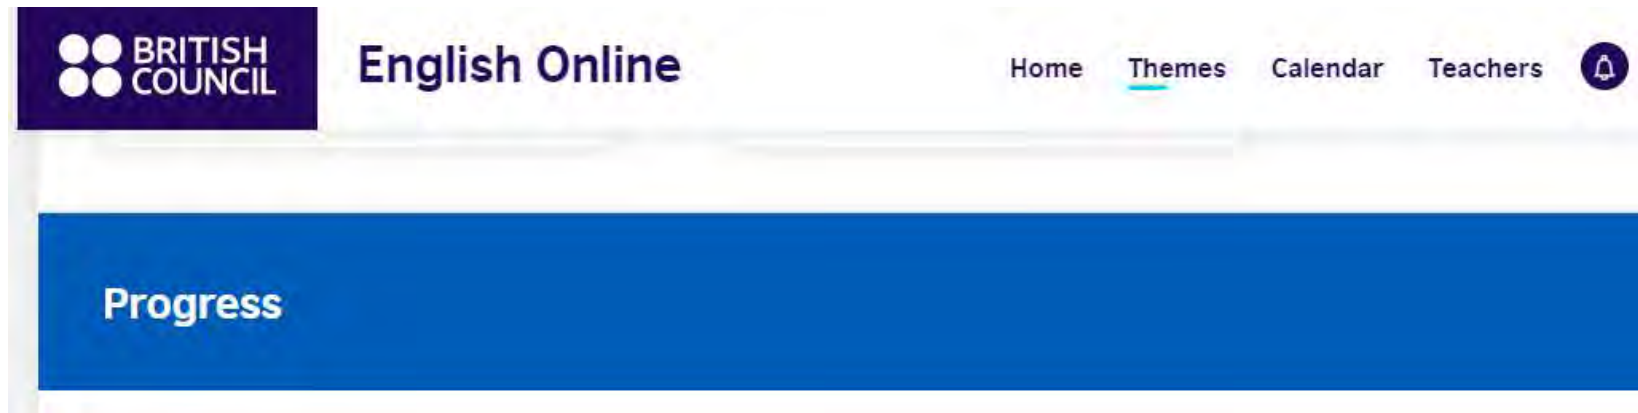 BRITISH
COUNCIL
English Online
Home Themes Calendar Teachers
Progress